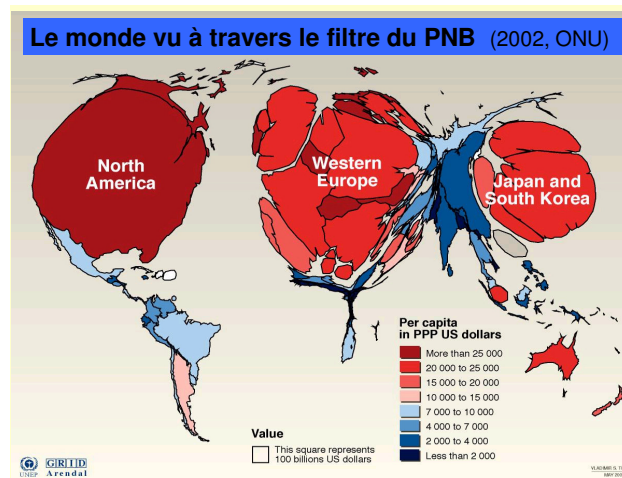 Le monde vu à travers le filtre du PNB (2002, ONU)
North
America
Western
Europe
Japan and
South Korea
Per capita
in PPP US dollars
More than 25 000
20 000 to 25 000
15 000 to 20 000
10 000 to 15 000
7 000 to 10 000
4 000 to 7 000
2 000 to 4 000
Less than 2 000
Value
This square represents
100 billions US dollars
UNEP
GRID
Arendal
VLADIMIR S.
MAY